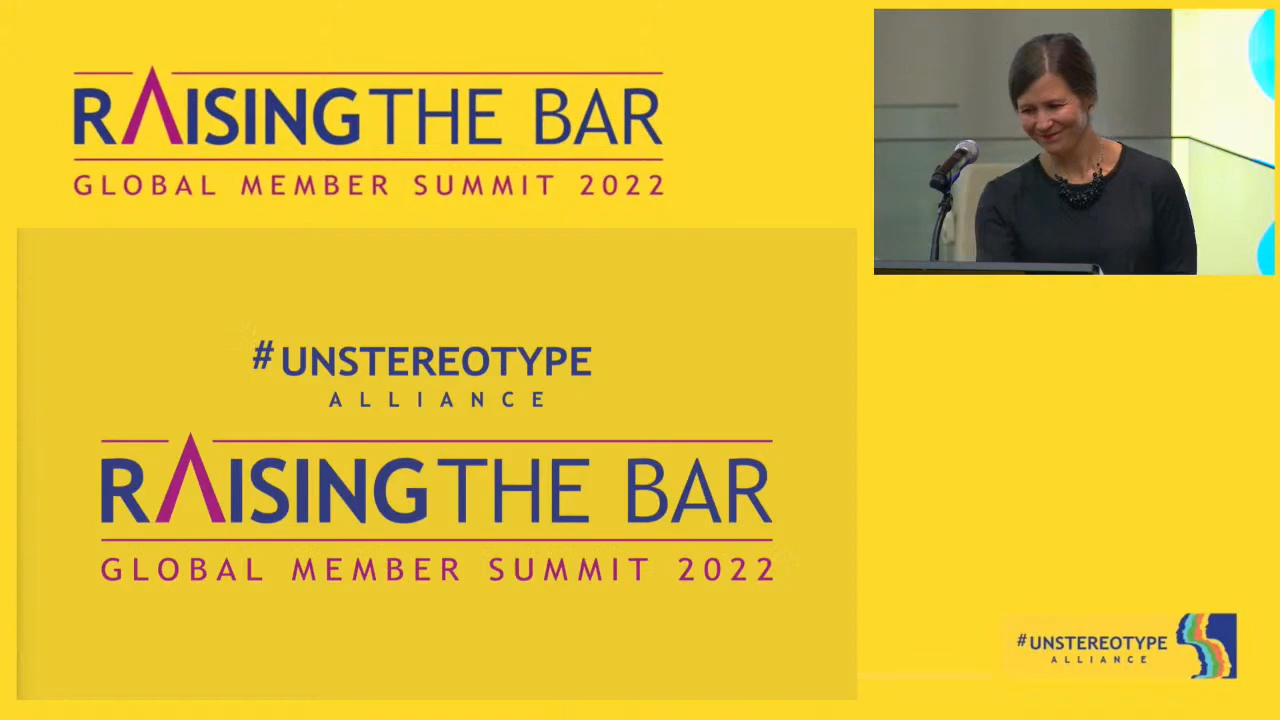 RAISING THE BAR
GLOBAL MEMBER SUMMIT 2022
#UNSTEREOTYPE
ALLIANCE
RAISING THE BAR
GLOBAL MEMBER SUMMIT 2022
#UNSTEREOTYPE
ALLIANCE